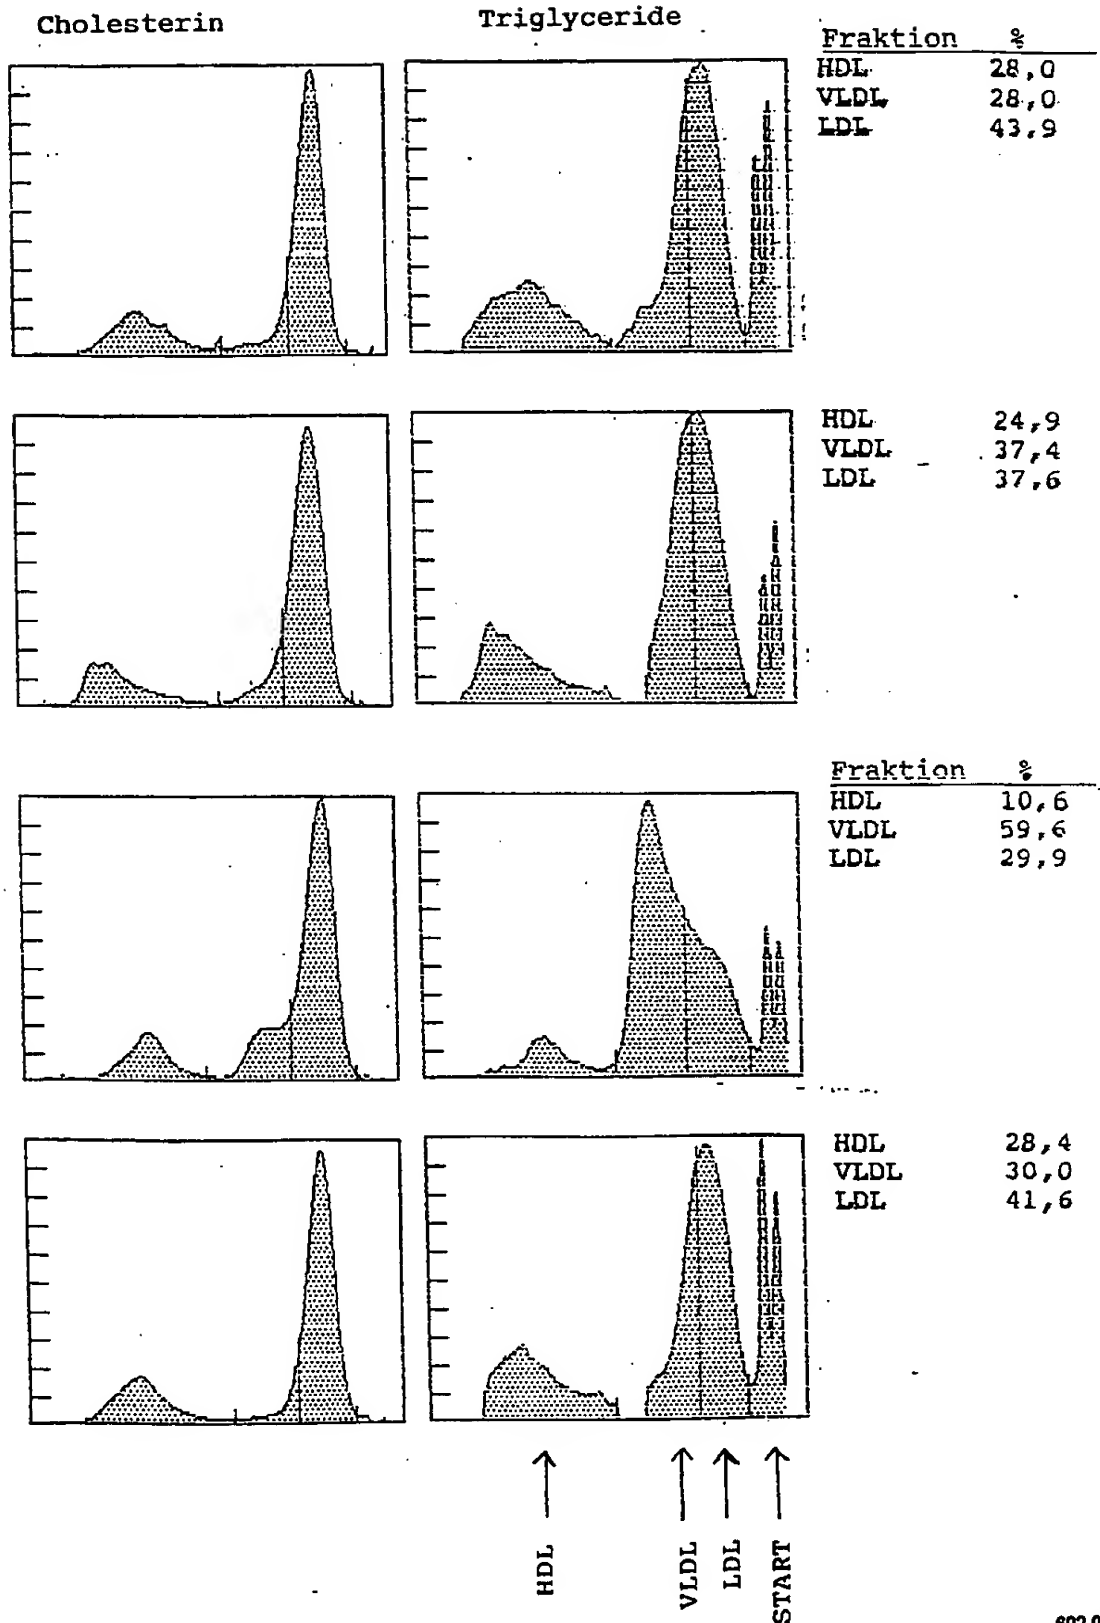 Cholesterin Triglyceride
Fraktion %
HDL 28,0
VLDL 28,0
LDL 43,9
HDL 24,9
VLDL 37,4
LDL 37,6
Fraktion %
HDL 10,6
VLDL 59,6
LDL 29,9
HDL 28,4
VLDL 30,0
LDL 41,6
HDL
VLDL
LDL
START